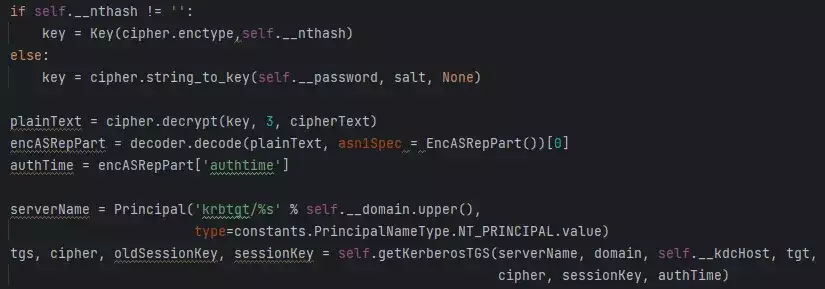 if self.__nthash != '':
    key = Key(cipher.enctype,self.__nthash)
else:
    key = cipher.string_to_key(self.__password, salt, None)

plainText = cipher.decrypt(key, 3, cipherText)
encASRepPart = decoder.decode(plainText, asn1Spec = EncASRepPart())[0]
authTime = encASRepPart['authtime']

serverName = Principal('krbtgt/%s' % self.__domain.upper(),
                       type=constants.PrincipalNameType.NT_PRINCIPAL.value)
tgs, cipher, oldSessionKey, sessionKey = self.getKerberosTGS(serverName, domain, self.__kdcHost, tgt,
                                                             cipher, sessionKey, authTime)